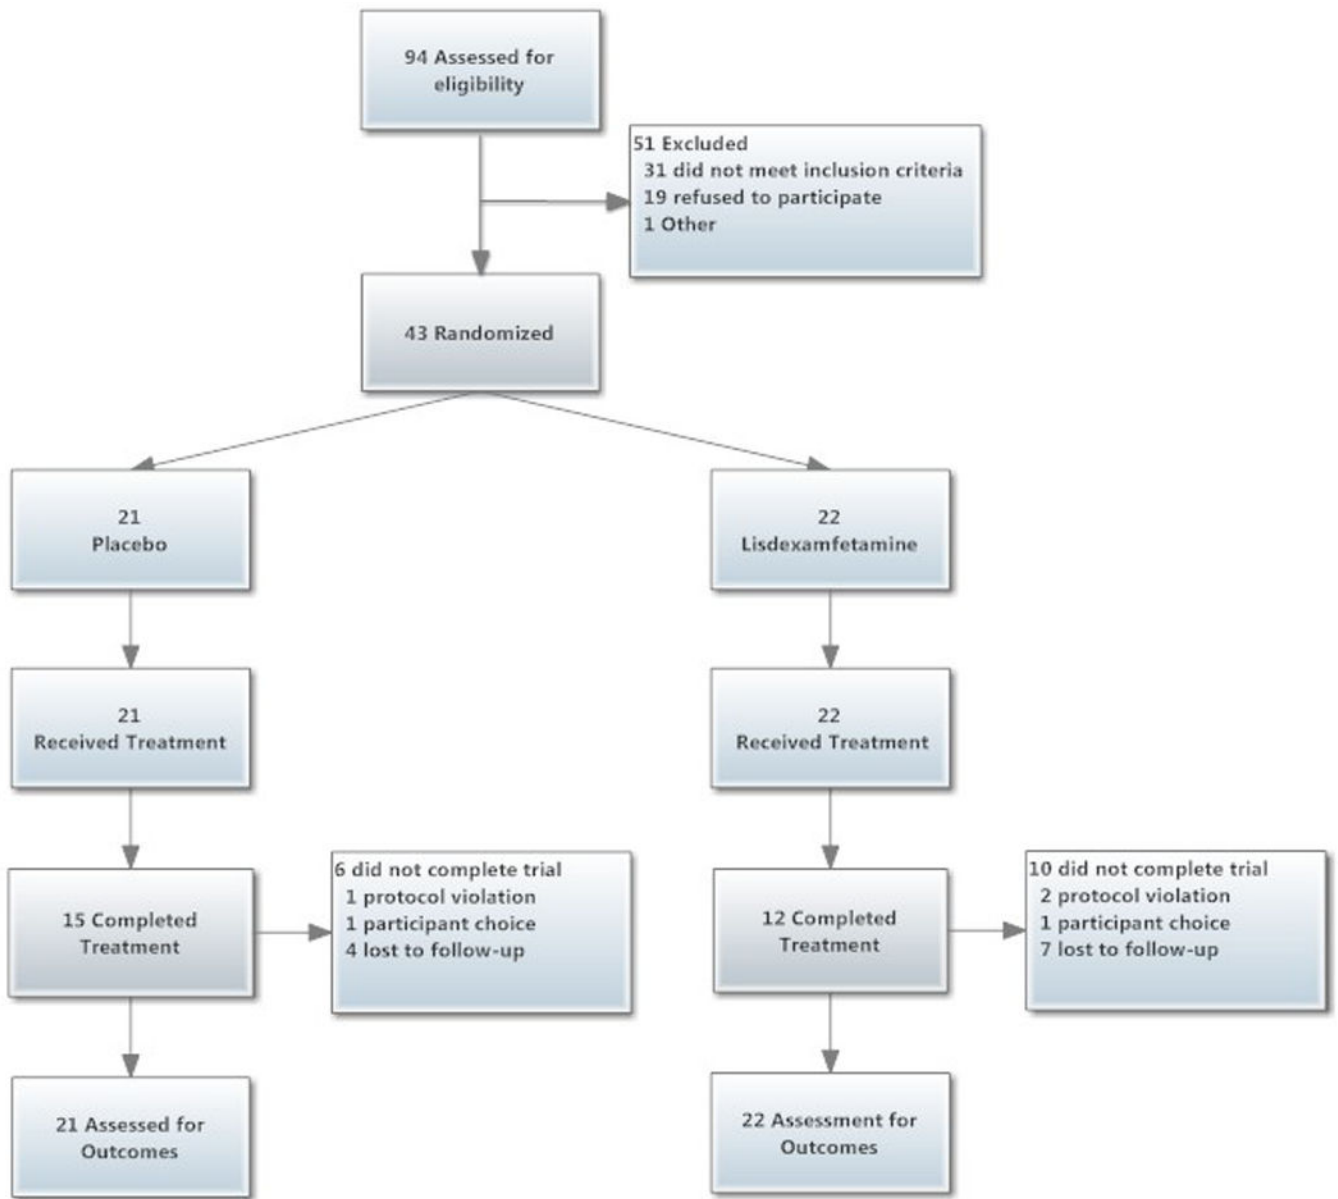 94 Assessed for
eligibility
51 Excluded
31 did not meet inclusion criteria
19 refused to participate
1 Other
43 Randomized
21
Placebo
22
Lisdexamfetamine
21
Received Treatment
22
Received Treatment
15 Completed
Treatment
6 did not complete trial
1 protocol violation
1 participant choice
4 lost to follow-up
12 Completed
Treatment
10 did not complete trial
2 protocol violation
1 participant choice
7 lost to follow-up
21 Assessed for
Outcomes
22 Assessment for
Outcomes